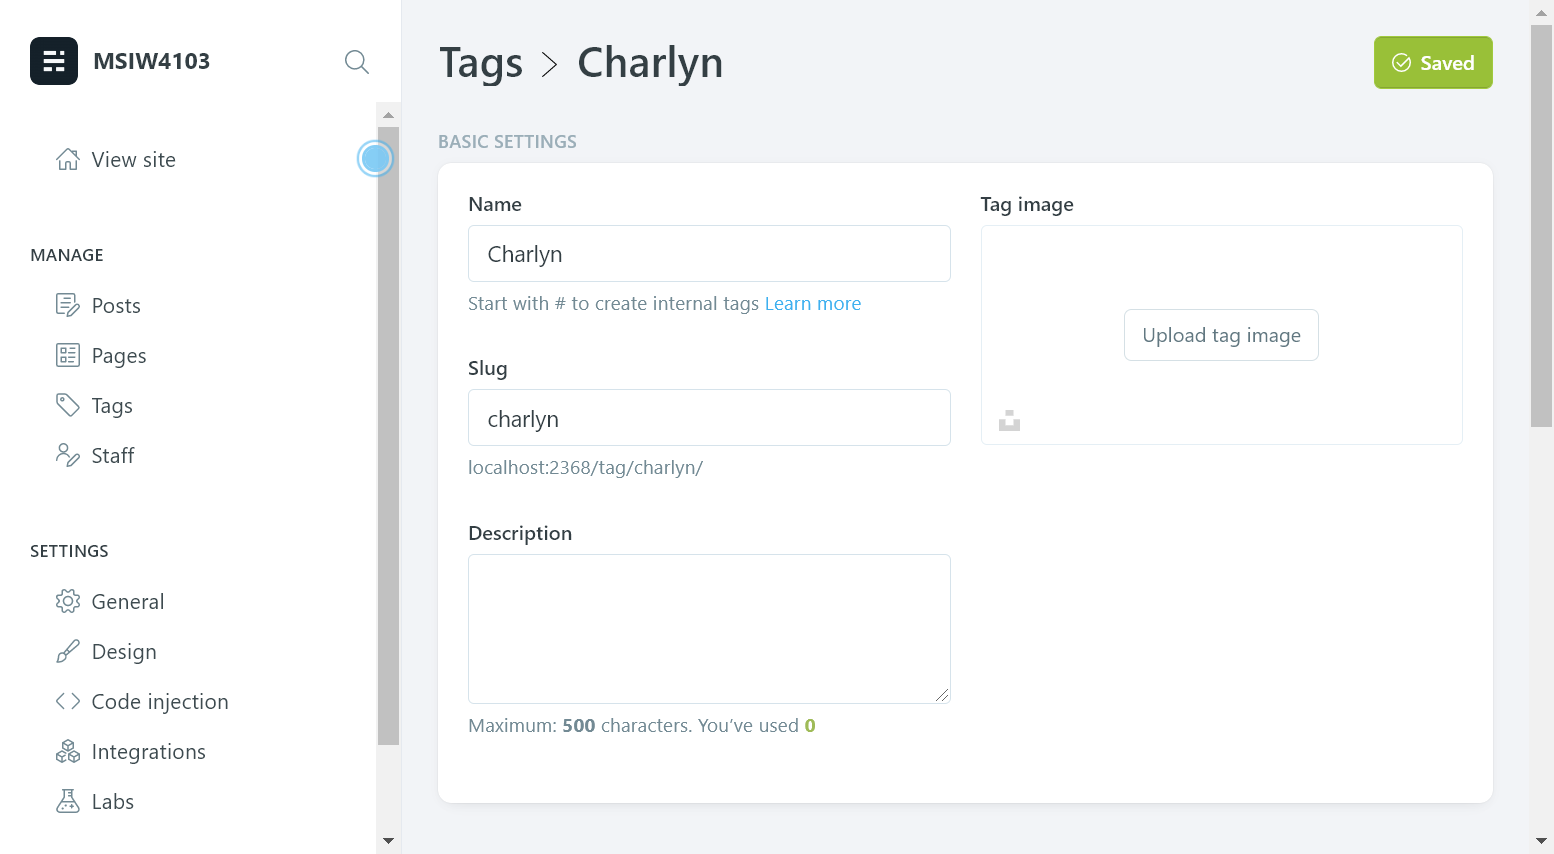 MSIW4103
View site
MANAGE
Posts
Pages
Tags
Staff
SETTINGS
General
Design
Code injection
Integrations
Labs
Tags > Charlyn
Saved
BASIC SETTINGS
Name
Charlyn
Start with # to create internal tags Learn more
Slug
charlyn
localhost:2368/tag/charlyn/
Description
Maximum: 500 characters. You’ve used 0
Tag image
Upload tag image